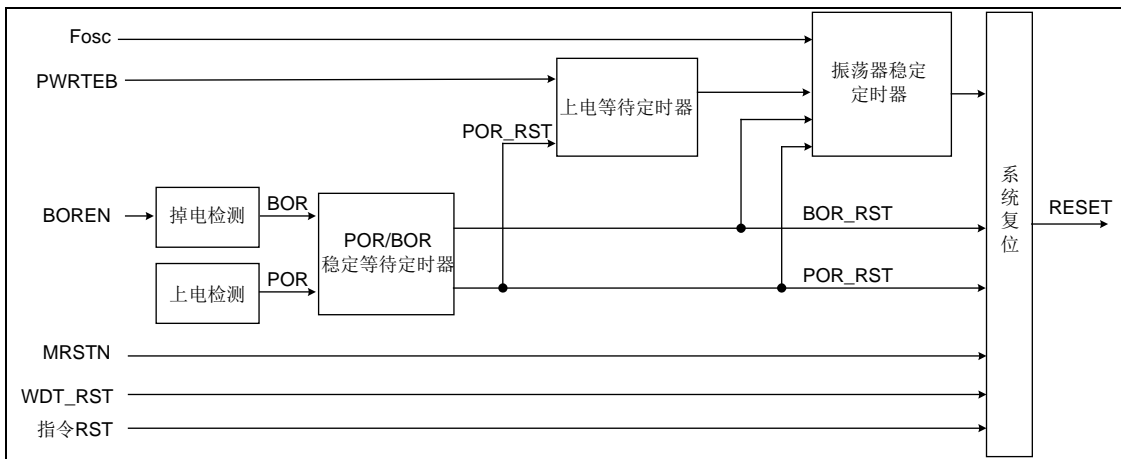 Fosc
PWRTEB
上电等待定时器
振荡器稳定
定时器
POR_RST
BOREN
掉电检测
BOR
POR/BOR
稳定等待定时器
上电检测
POR
BOR_RST
POR_RST
系统复位
RESET
MRSTN
WDT_RST
指令RST